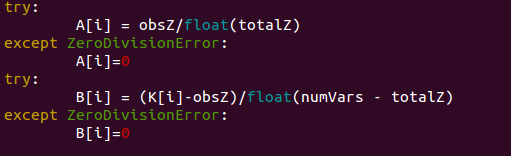 try:
        A[i] = obsZ/float(totalZ)
except ZeroDivisionError:
        A[i]=0
try:
        B[i] = (K[i]-obsZ)/float(numVars - totalZ)
except ZeroDivisionError:
        B[i]=0